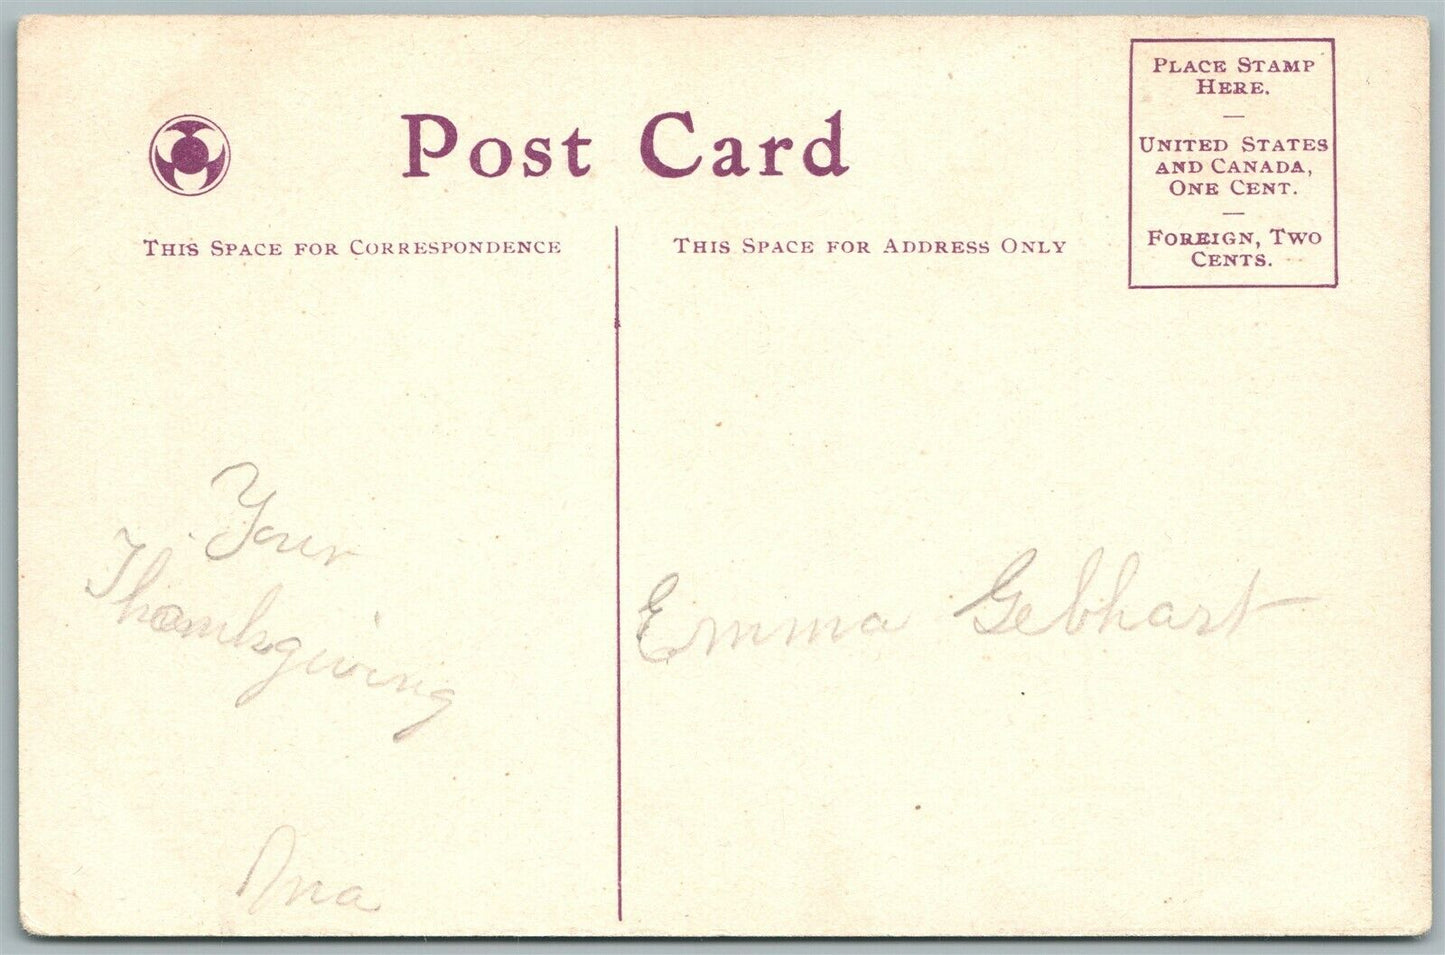 Post Card
THIS SPACE FOR CORRESPONDENCE
THIS SPACE FOR ADDRESS ONLY
PLACE STAMP
HERE.
—
UNITED STATES
AND CANADA,
ONE CENT.
—
FOREIGN, TWO
CENTS.
Your
Thanksgiving
Emma Gebhart